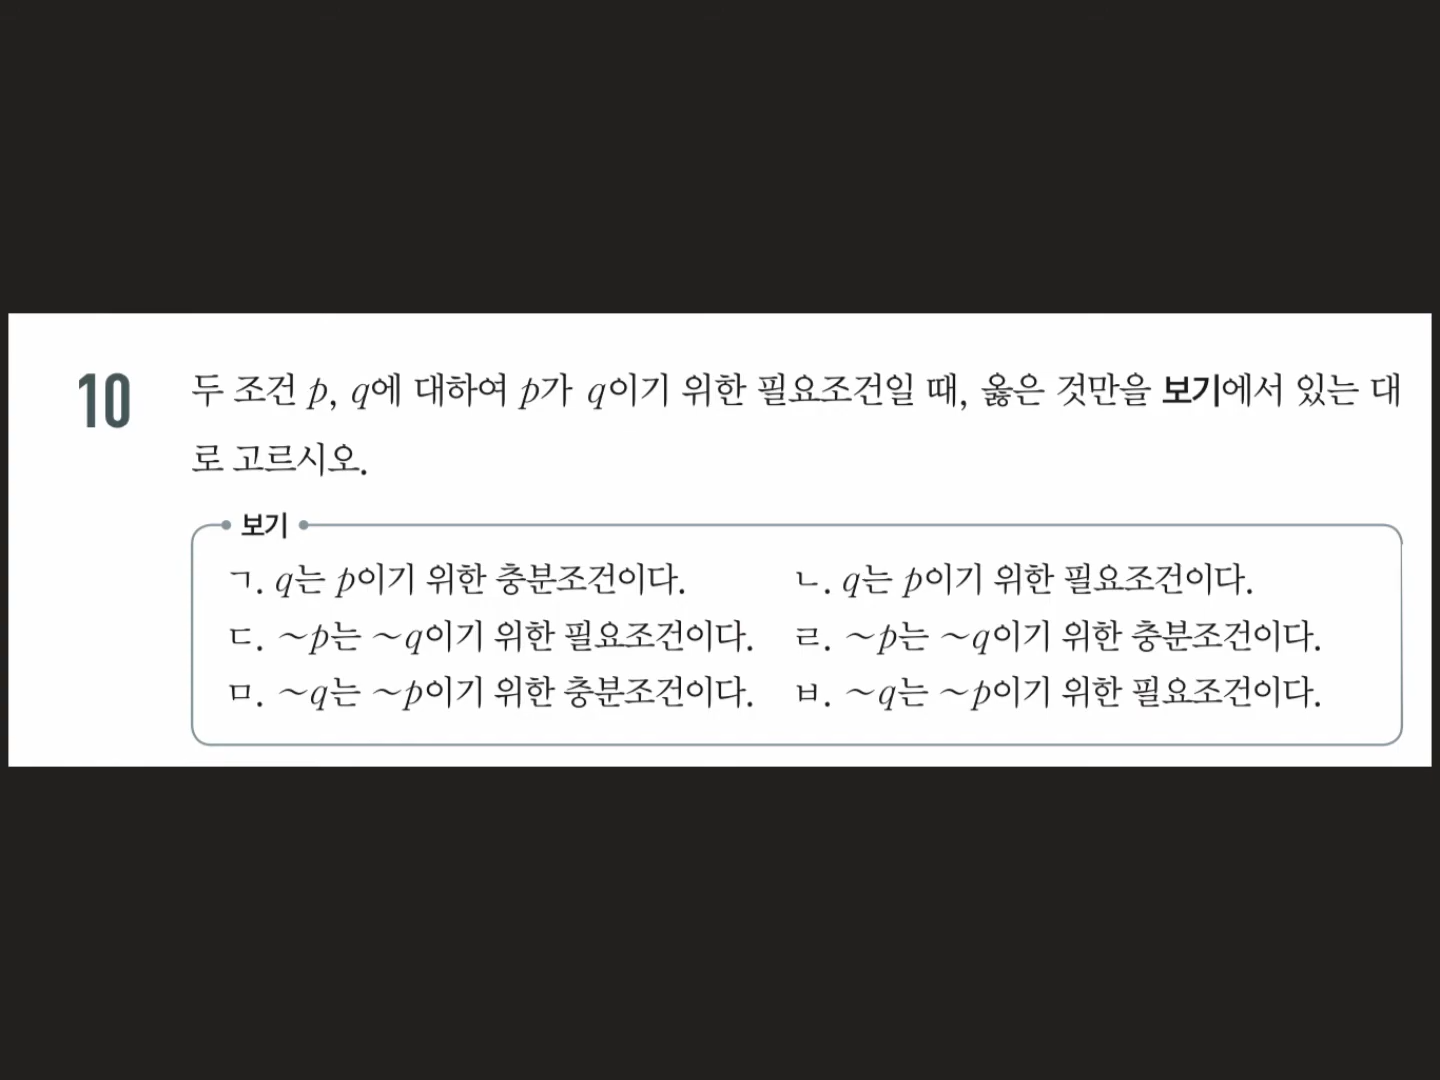 10
두 조건 p, q에 대하여 p가 q이기 위한 필요조건일 때, 옳은 것만을 보기에서 있는 대
로 고르시오.
보기
ㄱ. q는 p이기 위한 충분조건이다. ㄴ. q는 p이기 위한 필요조건이다.
ㄷ. ~p는 ~q이기 위한 필요조건이다. ㄹ. ~p는 ~q이기 위한 충분조건이다.
ㅁ. ~q는 ~p이기 위한 충분조건이다. ㅂ. ~q는 ~p이기 위한 필요조건이다.